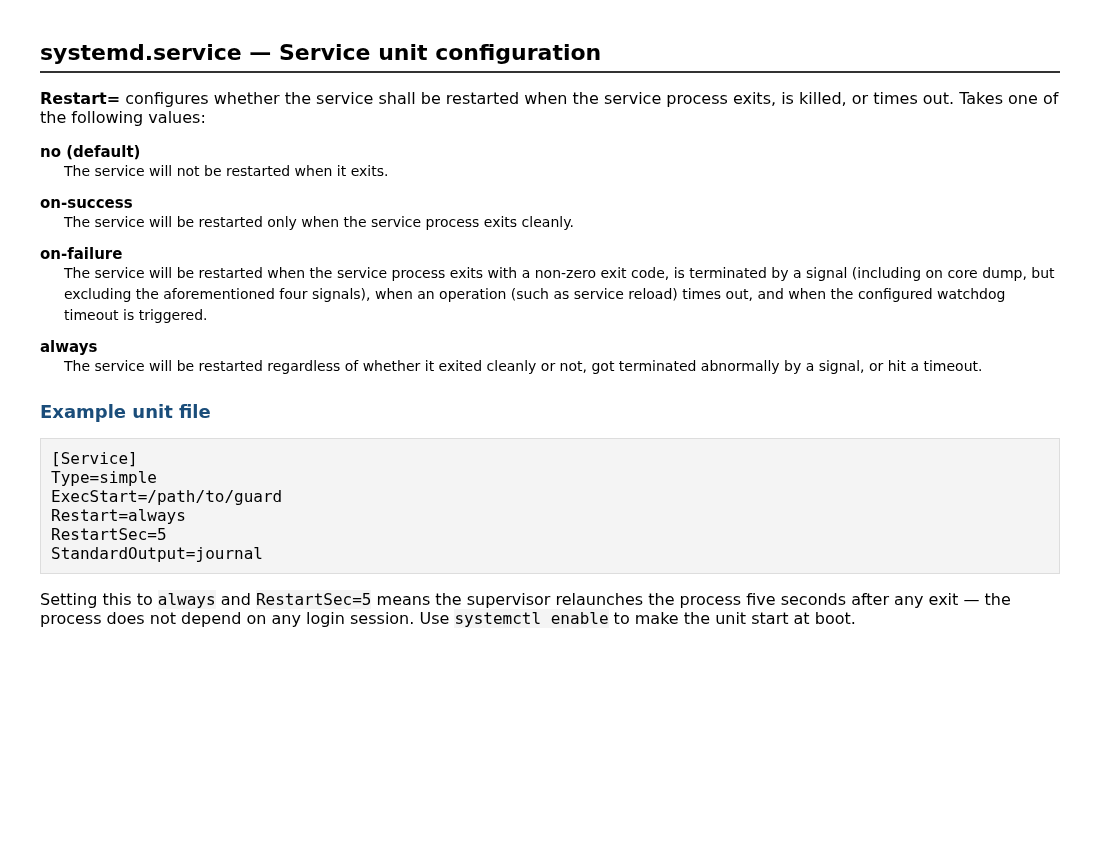 systemd.service — Service unit configuration
Restart= configures whether the service shall be restarted when the service process exits, is killed, or times out. Takes one of
the following values:
no (default)
The service will not be restarted when it exits.
on-success
The service will be restarted only when the service process exits cleanly.
on-failure
The service will be restarted when the service process exits with a non-zero exit code, is terminated by a signal (including on core dump, but
excluding the aforementioned four signals), when an operation (such as service reload) times out, and when the configured watchdog
timeout is triggered.
always
The service will be restarted regardless of whether it exited cleanly or not, got terminated abnormally by a signal, or hit a timeout.
Example unit file
[Service]
Type=simple
ExecStart=/path/to/guard
Restart=always
RestartSec=5
StandardOutput=journal
Setting this to always and RestartSec=5 means the supervisor relaunches the process five seconds after any exit — the
process does not depend on any login session. Use systemctl enable to make the unit start at boot.